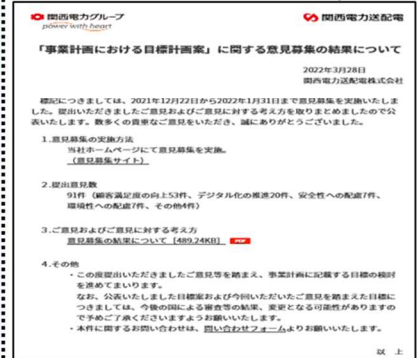 関西電力グループ
power with heart
関西電力送配電
「事業計画における目標計画案」に関する意見募集の結果について
2022年3月28日
関西電力送配電株式会社
標記につきましては、2021年12月22日から2022年1月31日まで意見募集を実施いたしま
した。提出いただきましたご意見およびご意見に対する考え方を取りまとめましたので公
表いたします。数多くの貴重なご意見をいただき、誠にありがとうございました。
1.意見募集の実施方法
当社ホームページにて意見募集を実施。
(意見募集サイト)
2.提出意見数
91件(顧客満足度の向上53件、デジタル化の推進20件、安全性への配慮7件、
環境性への配慮7件、その他4件)
3.ご意見およびご意見に対する考え方
意見募集の結果について [489.24KB] PDF
4.その他
・この度提出いただきましたご意見等を踏まえ、事業計画に記載する目標の検討
を進めてまいります。
なお、公表いたしました目標案および今回いただいたご意見を踏まえた目標に
つきましては、今後の国による審査等の結果、変更となる可能性がありますの
で予めご了承くださいますようお願いいたします。
・本件に関するお問い合わせは、問い合わせフォームよりお願いいたします。
以 上